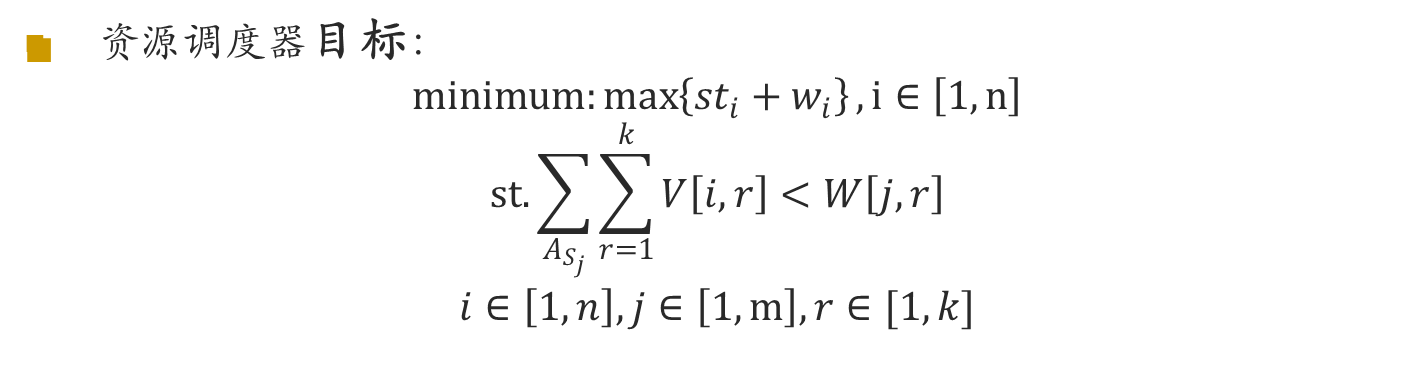 资源调度器目标:
minimum: max{st_i + w_i}, i ∈ [1, n]
st. ∑_{A_{S_j}} ∑_{r=1}^{k} V[i, r] < W[j, r]
i ∈ [1, n], j ∈ [1, m], r ∈ [1, k]